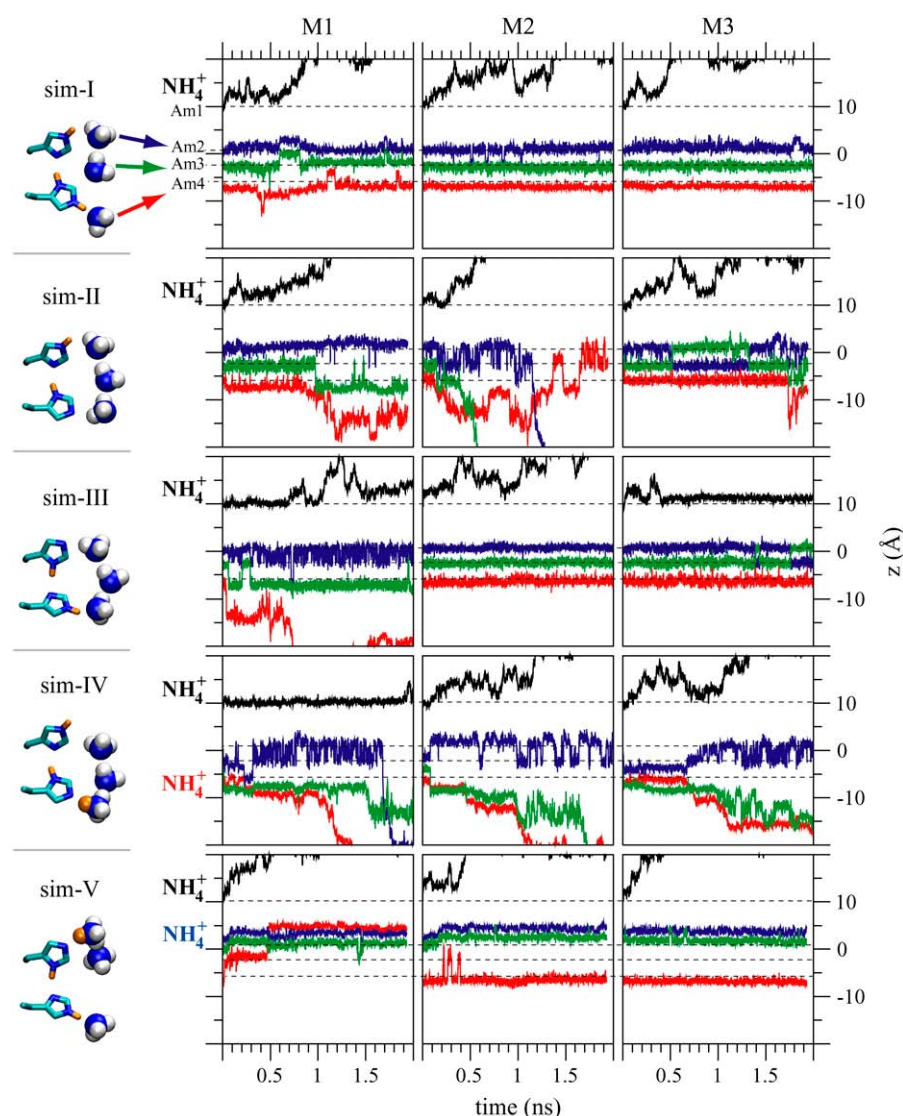 M1 M2 M3
sim-I
NH4+
Am1
Am2
Am3
Am4
10
0
-10
sim-II
NH4+
10
0
-10
sim-III
NH4+
10
0
-10
z (Å)
sim-IV
NH4+
NH4+
10
0
-10
sim-V
NH4+
NH4+
10
0
-10
0.5 1 1.5 0.5 1 1.5 0.5 1 1.5
time (ns)